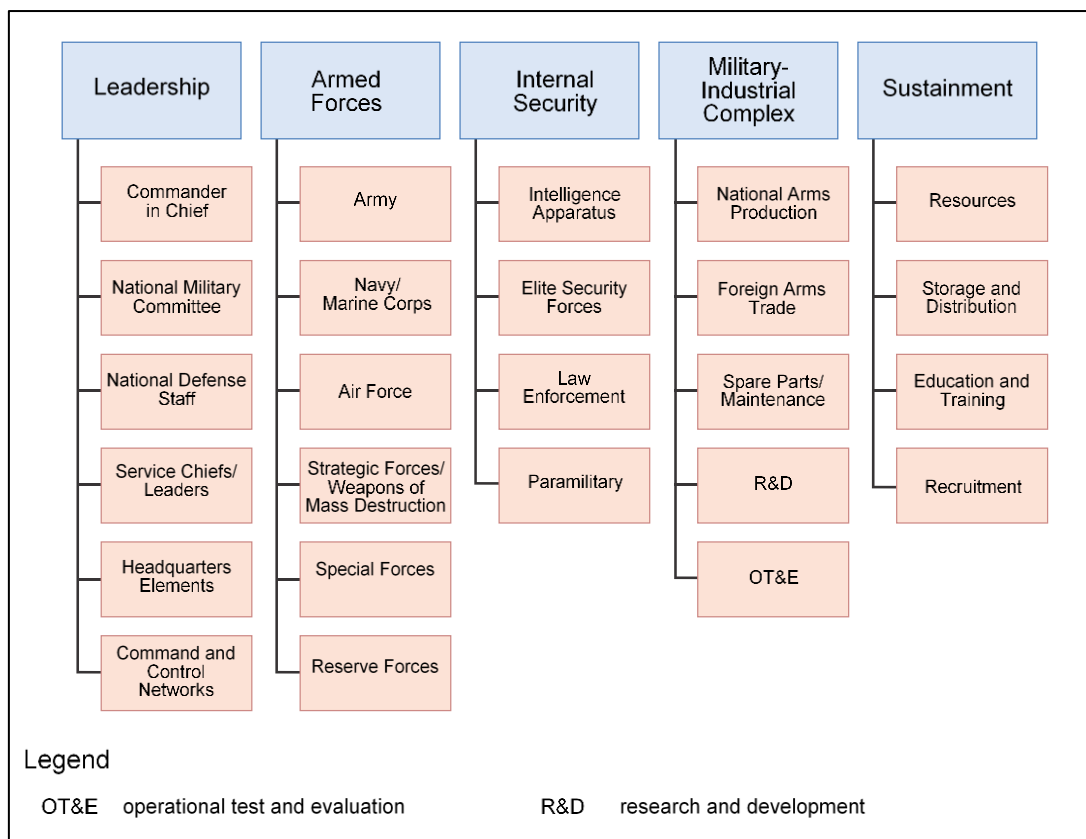 Leadership
Commander
in Chief
National Military
Committee
National Defense
Staff
Service Chiefs/
Leaders
Headquarters
Elements
Command and
Control
Networks
Armed
Forces
Army
Navy/
Marine Corps
Air Force
Strategic Forces/
Weapons of
Mass Destruction
Special Forces
Reserve Forces
Internal
Security
Intelligence
Apparatus
Elite Security
Forces
Law
Enforcement
Paramilitary
Military-
Industrial
Complex
National Arms
Production
Foreign Arms
Trade
Spare Parts/
Maintenance
R&D
OT&E
Sustainment
Resources
Storage and
Distribution
Education and
Training
Recruitment
Legend
OT&E operational test and evaluation R&D research and development